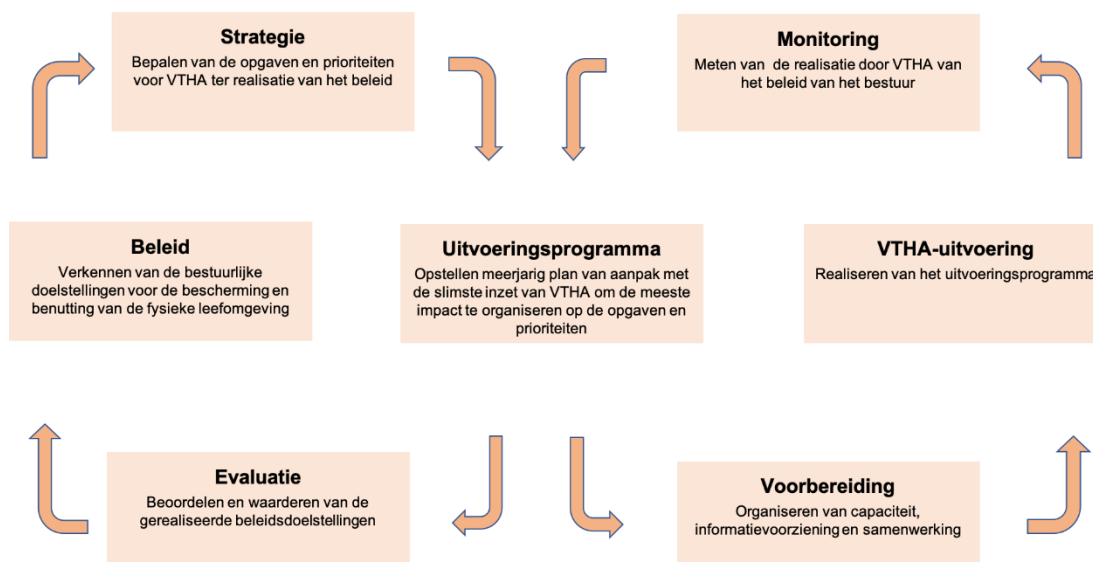 Strategie
Bepalen van de opgaven en prioriteiten
voor VTHA ter realisatie van het beleid
Monitoring
Meten van de realisatie door VTHA van
het beleid van het bestuur
Beleid
Verkennen van de bestuurlijke
doelstellingen voor de bescherming en
benutting van de fysieke leefomgeving
Uitvoeringsprogramma
Opstellen meerjarig plan van aanpak met
de slimste inzet van VTHA om de meeste
impact te organiseren op de opgaven en
prioriteiten
VTHA-uitvoering
Realiseren van het uitvoeringsprogramma
Evaluatie
Beoordelen en waarderen van de
gerealiseerde beleidsdoelstellingen
Voorbereiding
Organiseren van capaciteit,
informatievoorziening en samenwerking